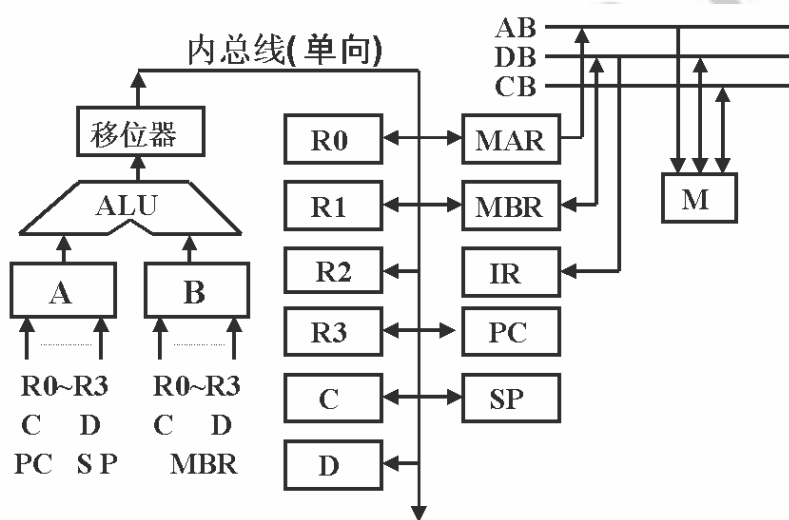 内总线(单向)
AB
DB
CB
移位器
ALU
A
B
R0~R3
C D
PC S P
R0~R3
C D
MBR
R0
R1
R2
R3
C
D
MAR
MBR
IR
PC
SP
M